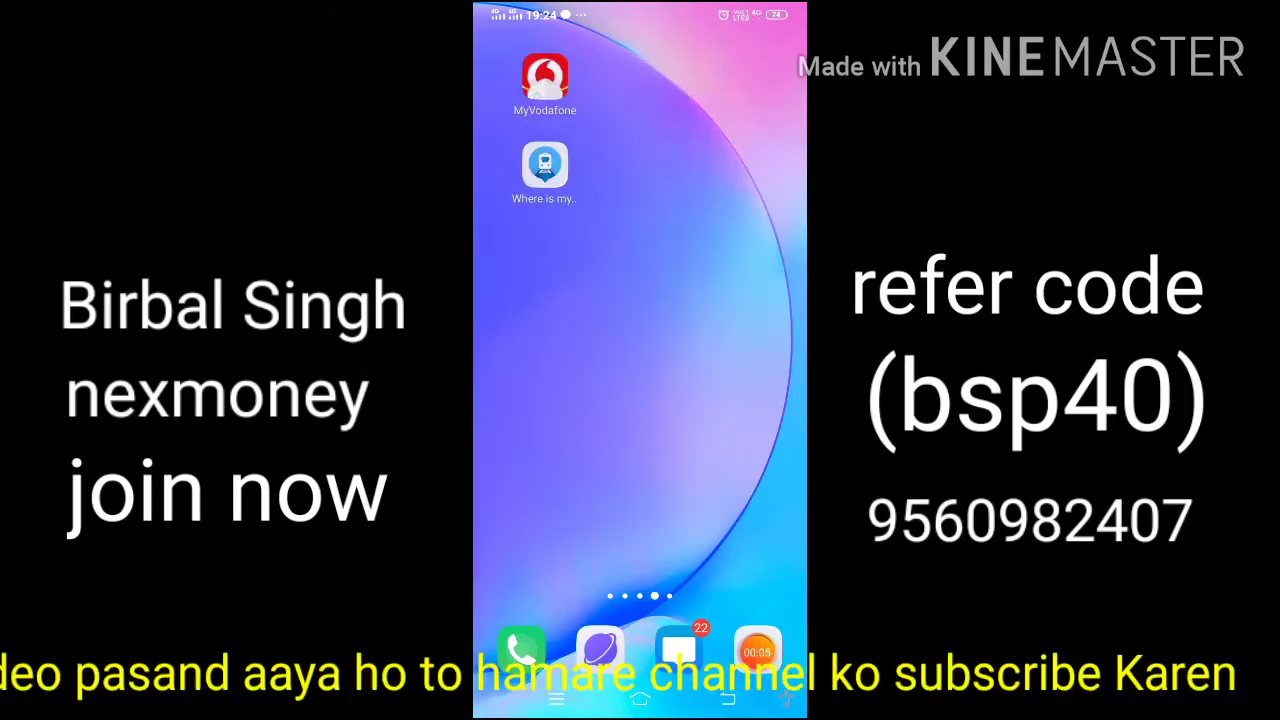 19:24
74
Made with KINEMASTER
MyVodafone
Where is my..
Birbal Singh
nexmoney
join now
refer code
(bsp40)
9560982407
22
00:05
deo pasand aaya ho to hamare channel ko subscribe Karen